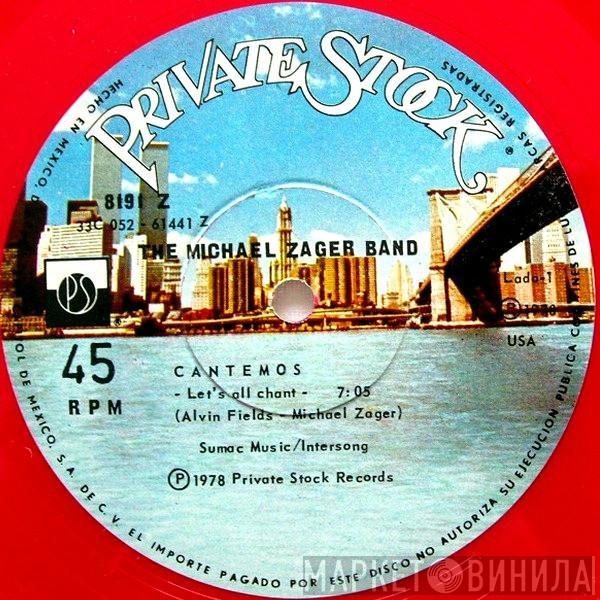 PRIVATE STOCK
®
HECHO EN MEXICO,
RCAS REGISTRADAS
8191 Z
33C 052 - 61441 Z
THE MICHAEL ZAGER BAND
PS
®
Lado-1
Ⓟ 1978
USA
45
RPM
CANTEMOS
- Let's all chant - 7:05
(Alvin Fields - Michael Zager)
Sumac Music/Intersong
Ⓟ 1978 Private Stock Records
OL DE MEXICO, S. A. DE C. V. EL IMPORTE PAGADO POR ESTE DISCO NO AUTORIZA SU EJECUCION PUBLICA CON FINES DE LU
МАРКЕТ ВИНИЛА